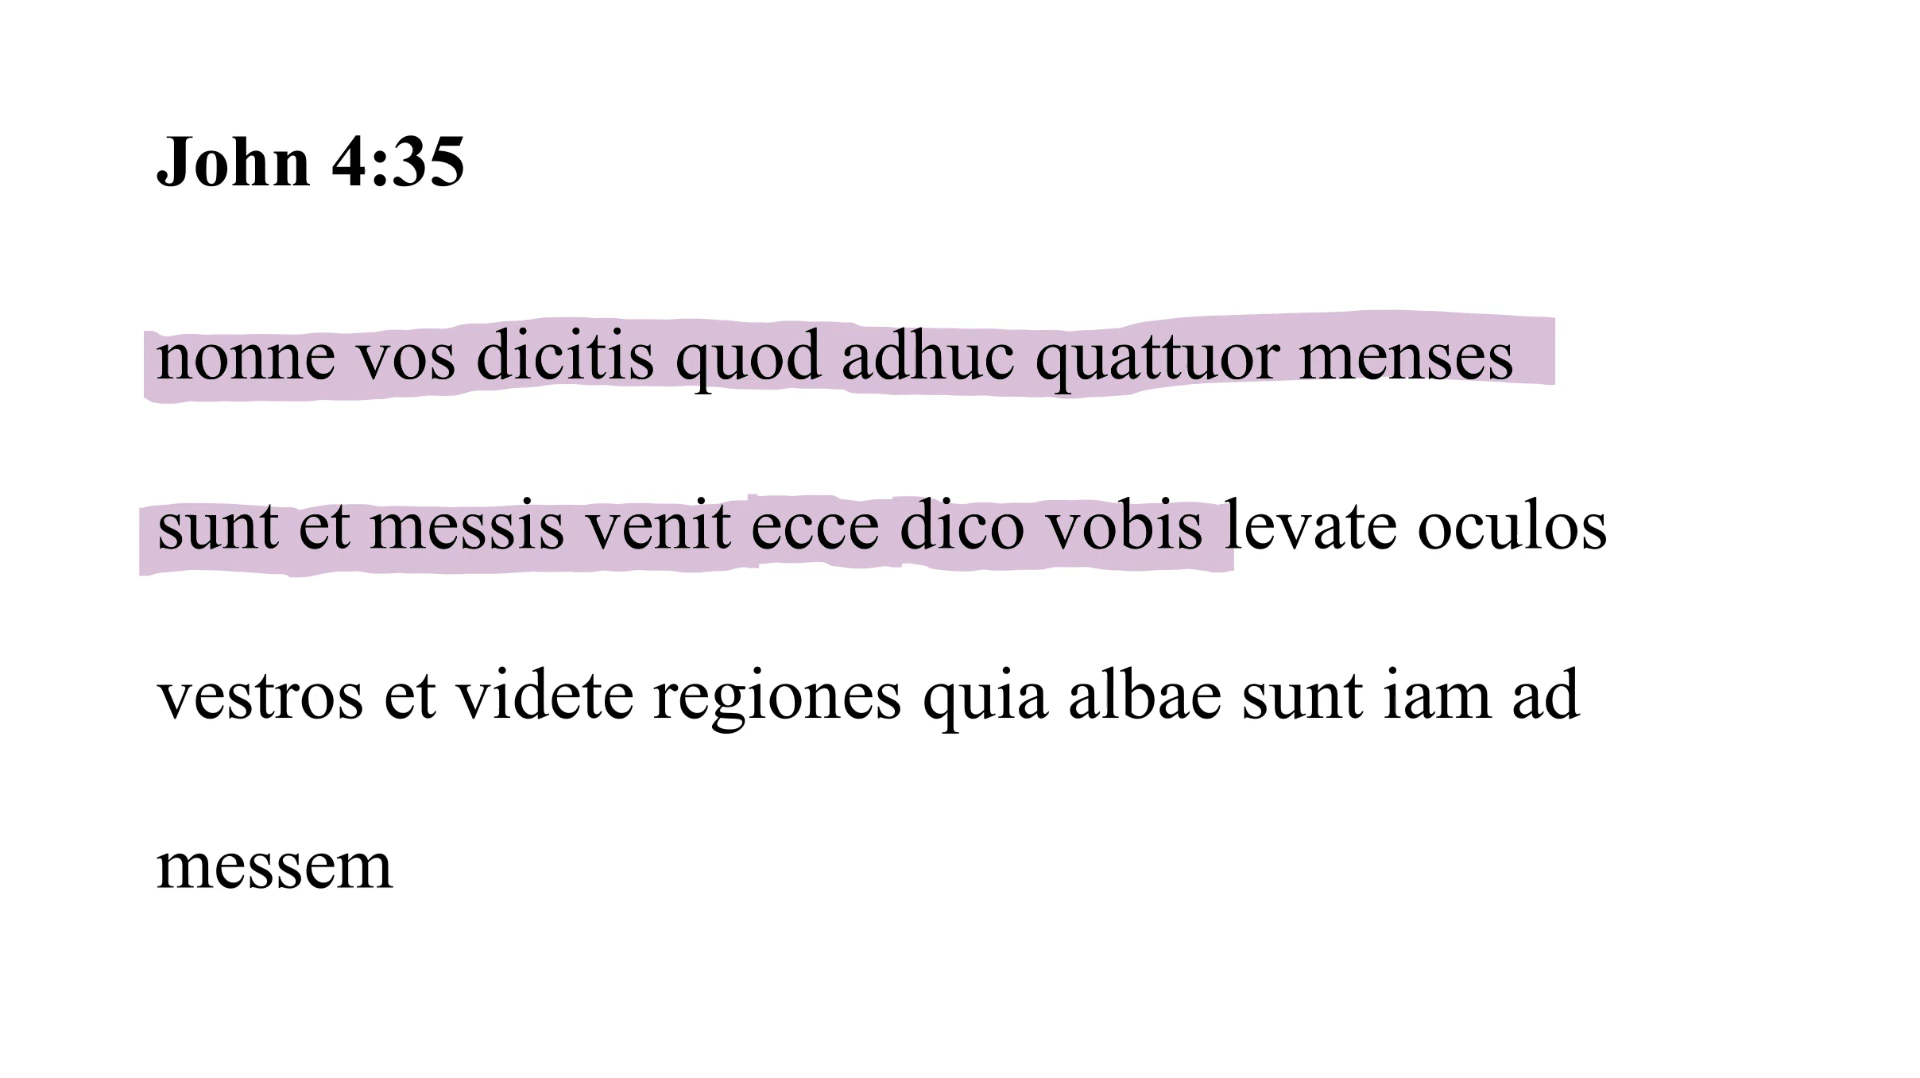 John 4:35
nonne vos dicitis quod adhuc quattuor menses
sunt et messis venit ecce dico vobis levate oculos
vestros et videte regiones quia albae sunt iam ad
messem